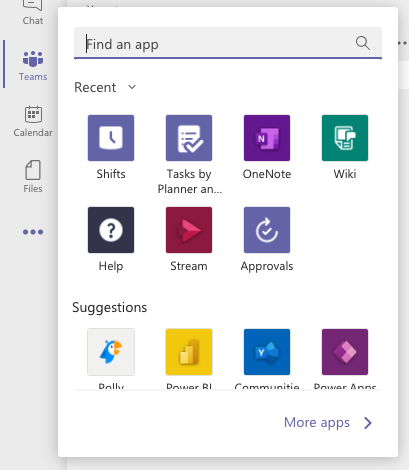 Chat
Find an app
Teams
Recent
Calendar
Shifts
Tasks by
Planner an...
OneNote
Wiki
Files
Help
Stream
Approvals
Suggestions
Polly
Power BI
Communitie
Power Apps
More apps